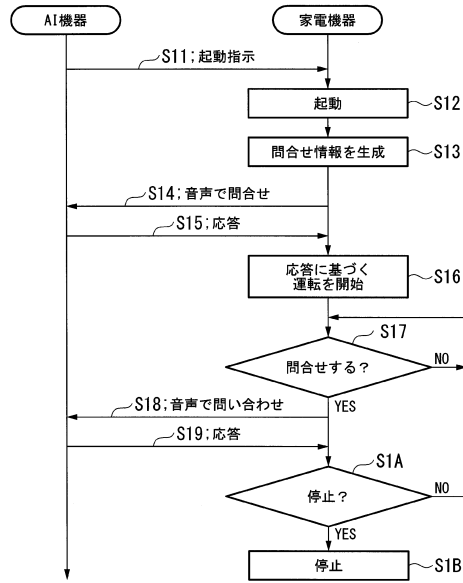 AI機器
家電機器
S11;起動指示
起動
S12
問合せ情報を生成
S13
S14;音声で問合せ
S15;応答
応答に基づく
運転を開始
S16
S17
問合せする?
NO
YES
S18;音声で問い合わせ
S19;応答
S1A
停止?
NO
YES
停止
S1B